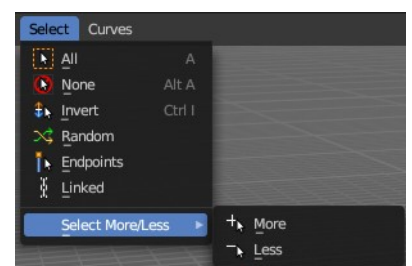 Select Curves
All A
None Alt A
Invert Ctrl I
Random
Endpoints
Linked
Select More/Less
More
Less